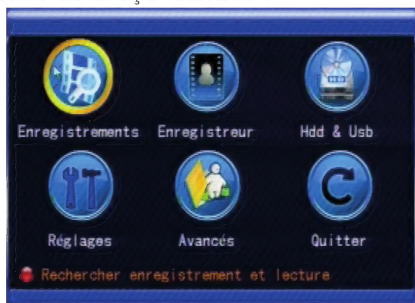 Enregistrements Enregistreur Hdd & Usb
Réglages Avancés Quitter
Rechercher enregistrement et lecture